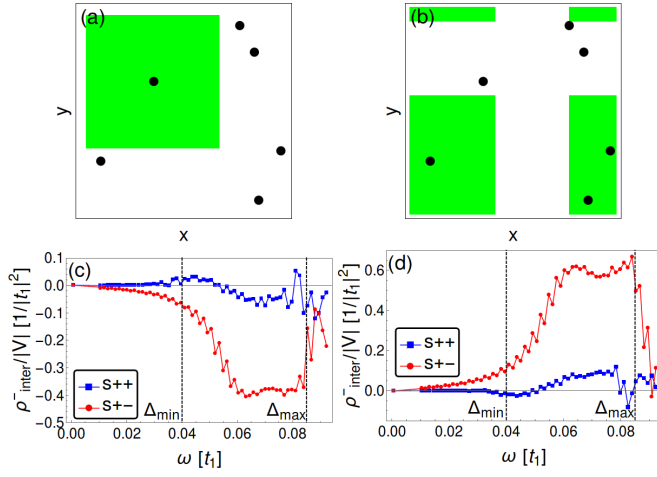 (a)
y
x
(b)
y
x
(c)
ρ⁻inter/|V| [1/|t₁|²]
0.1
0.0
−0.1
−0.2
−0.3
−0.4
−0.5
s++
s+-
Δmin
Δmax
0.00
0.02
0.04
0.06
0.08
ω [t₁]
(d)
ρ⁻inter/|V| [1/|t₁|²]
0.6
0.4
0.2
0.0
s++
s+-
Δmin
Δmax
0.00
0.02
0.04
0.06
0.08
ω [t₁]